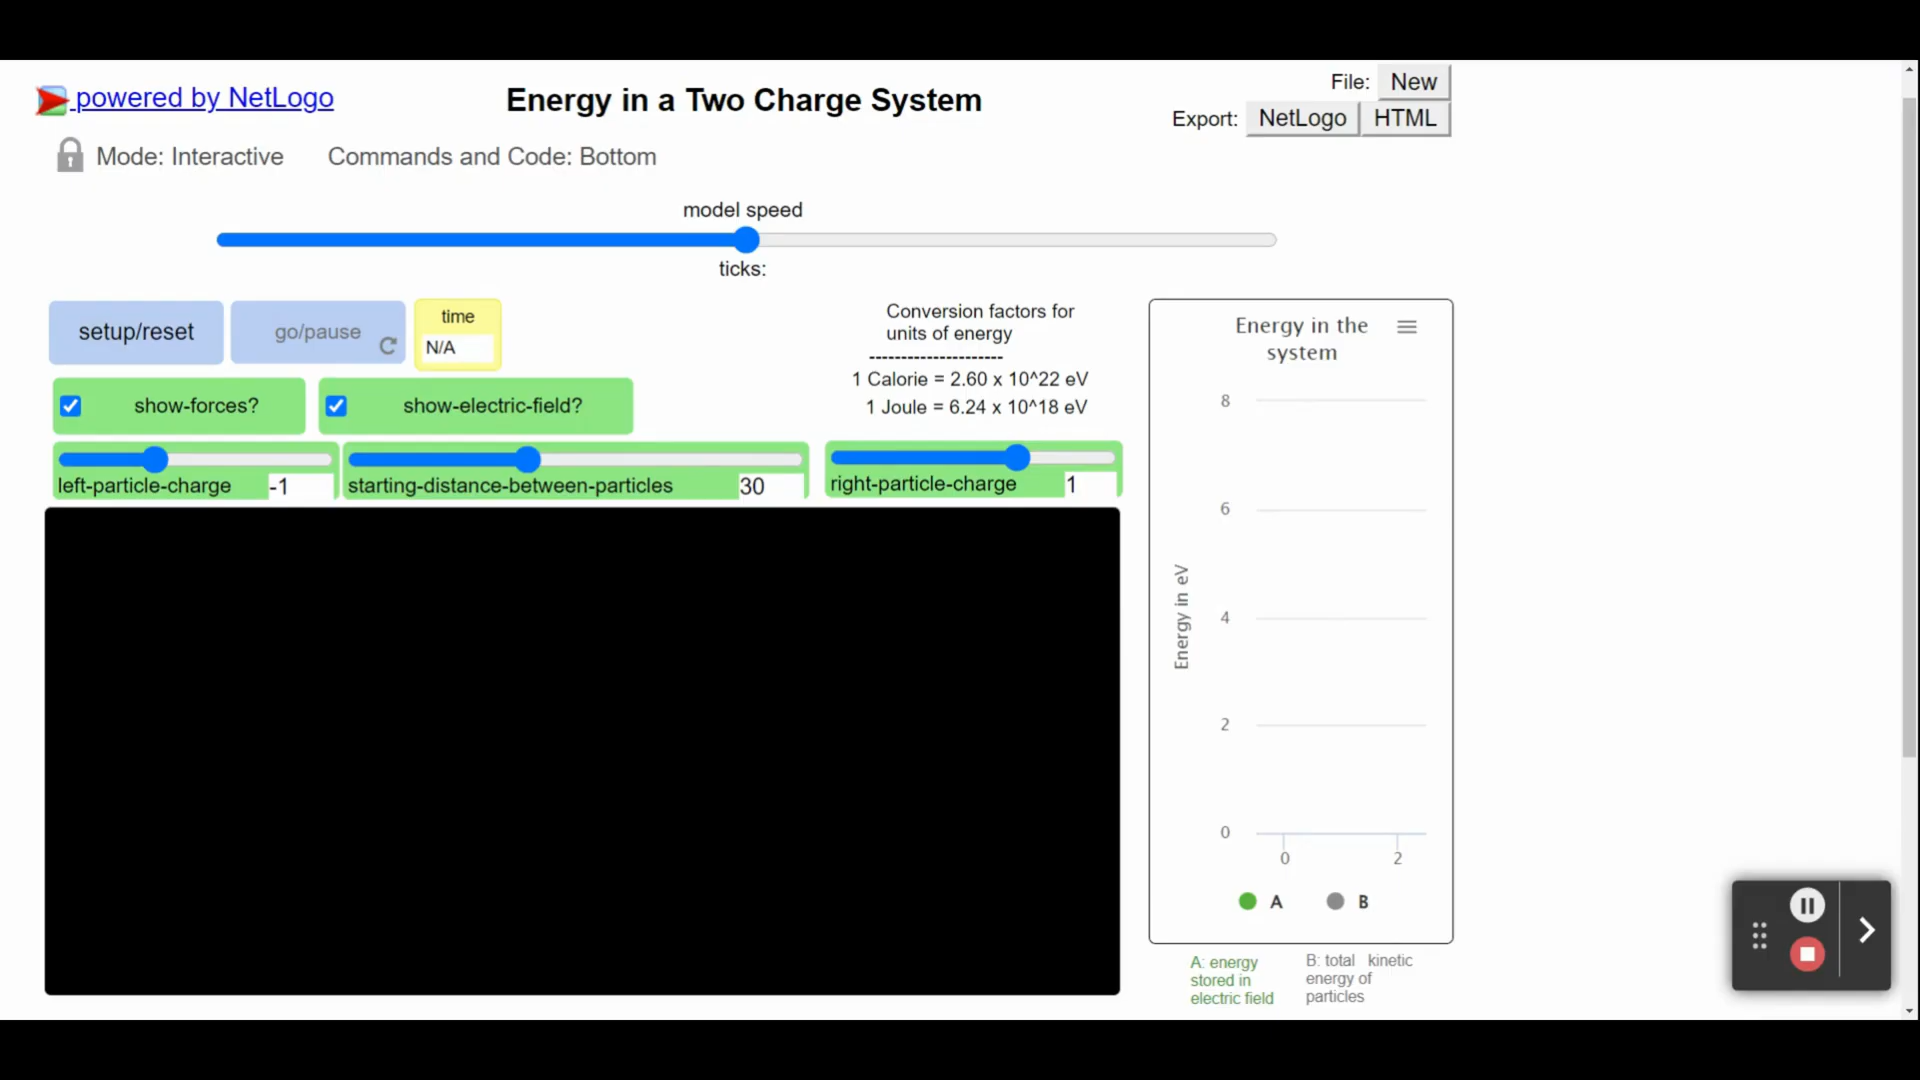 powered by NetLogo
Energy in a Two Charge System
File: New
Export: NetLogo HTML
Mode: Interactive Commands and Code: Bottom
model speed
ticks:
setup/reset
go/pause
time
N/A
show-forces?
show-electric-field?
Conversion factors for
units of energy
---------------------
1 Calorie = 2.60 x 10^22 eV
1 Joule = 6.24 x 10^18 eV
left-particle-charge -1
starting-distance-between-particles 30
right-particle-charge 1
Energy in the
system
Energy in eV
8
6
4
2
0
0 2
A B
A: energy
stored in
electric field
B: total kinetic
energy of
particles